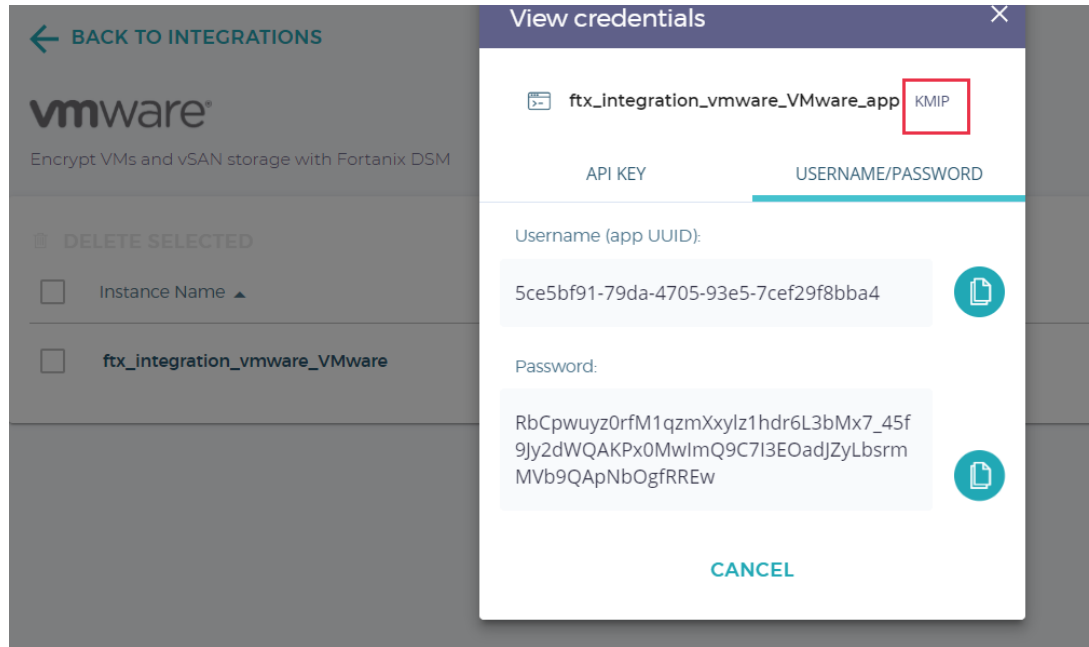 BACK TO INTEGRATIONS
vmware®
Encrypt VMs and vSAN storage with Fortanix DSM
DELETE SELECTED
Instance Name
ftx_integration_vmware_VMware
View credentials
ftx_integration_vmware_VMware_app KMIP
API KEY USERNAME/PASSWORD
Username (app UUID):
5ce5bf91-79da-4705-93e5-7cef29f8bba4
Password:
RbCpwuyz0rfM1qzmXxylz1hdr6L3bMx7_45f
9Jy2dWQAKPx0MwImQ9C7I3EOadJZyLbsrm
MVb9QApNbOgfRREw
CANCEL